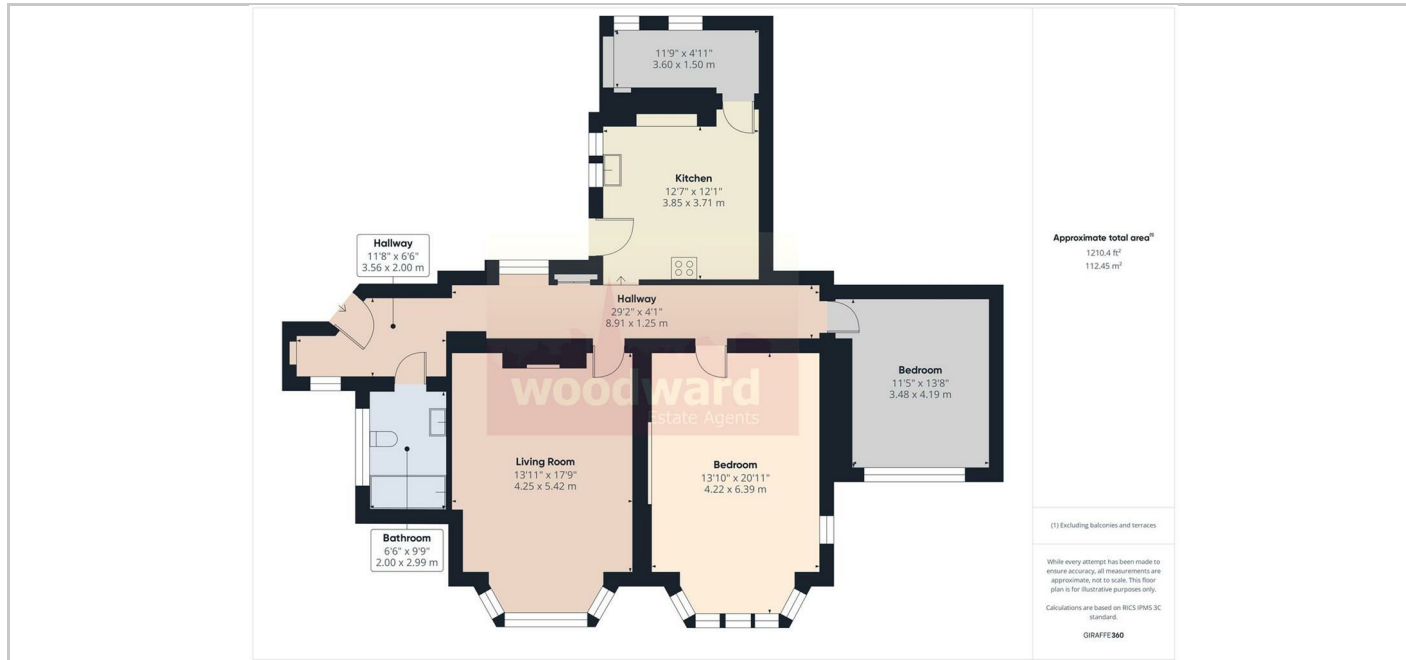 11'9" x 4'11"
3.60 x 1.50 m
Kitchen
12'7" x 12'1"
3.85 x 3.71 m
Hallway
11'8" x 6'6"
3.56 x 2.00 m
Hallway
29'2" x 4'1"
8.91 x 1.25 m
Bedroom
11'5" x 13'8"
3.48 x 4.19 m
woodward
Estate Agents
Living Room
13'11" x 17'9"
4.25 x 5.42 m
Bedroom
13'10" x 20'11"
4.22 x 6.39 m
Bathroom
6'6" x 9'9"
2.00 x 2.99 m
Approximate total area(1)
1210.4 ft²
112.45 m²
(1) Excluding balconies and terraces
While every attempt has been made to
ensure accuracy, all measurements are
approximate, not to scale. This floor
plan is for illustrative purposes only.
Calculations are based on RICS IPMS 3C
standard.
GIRAFFE360